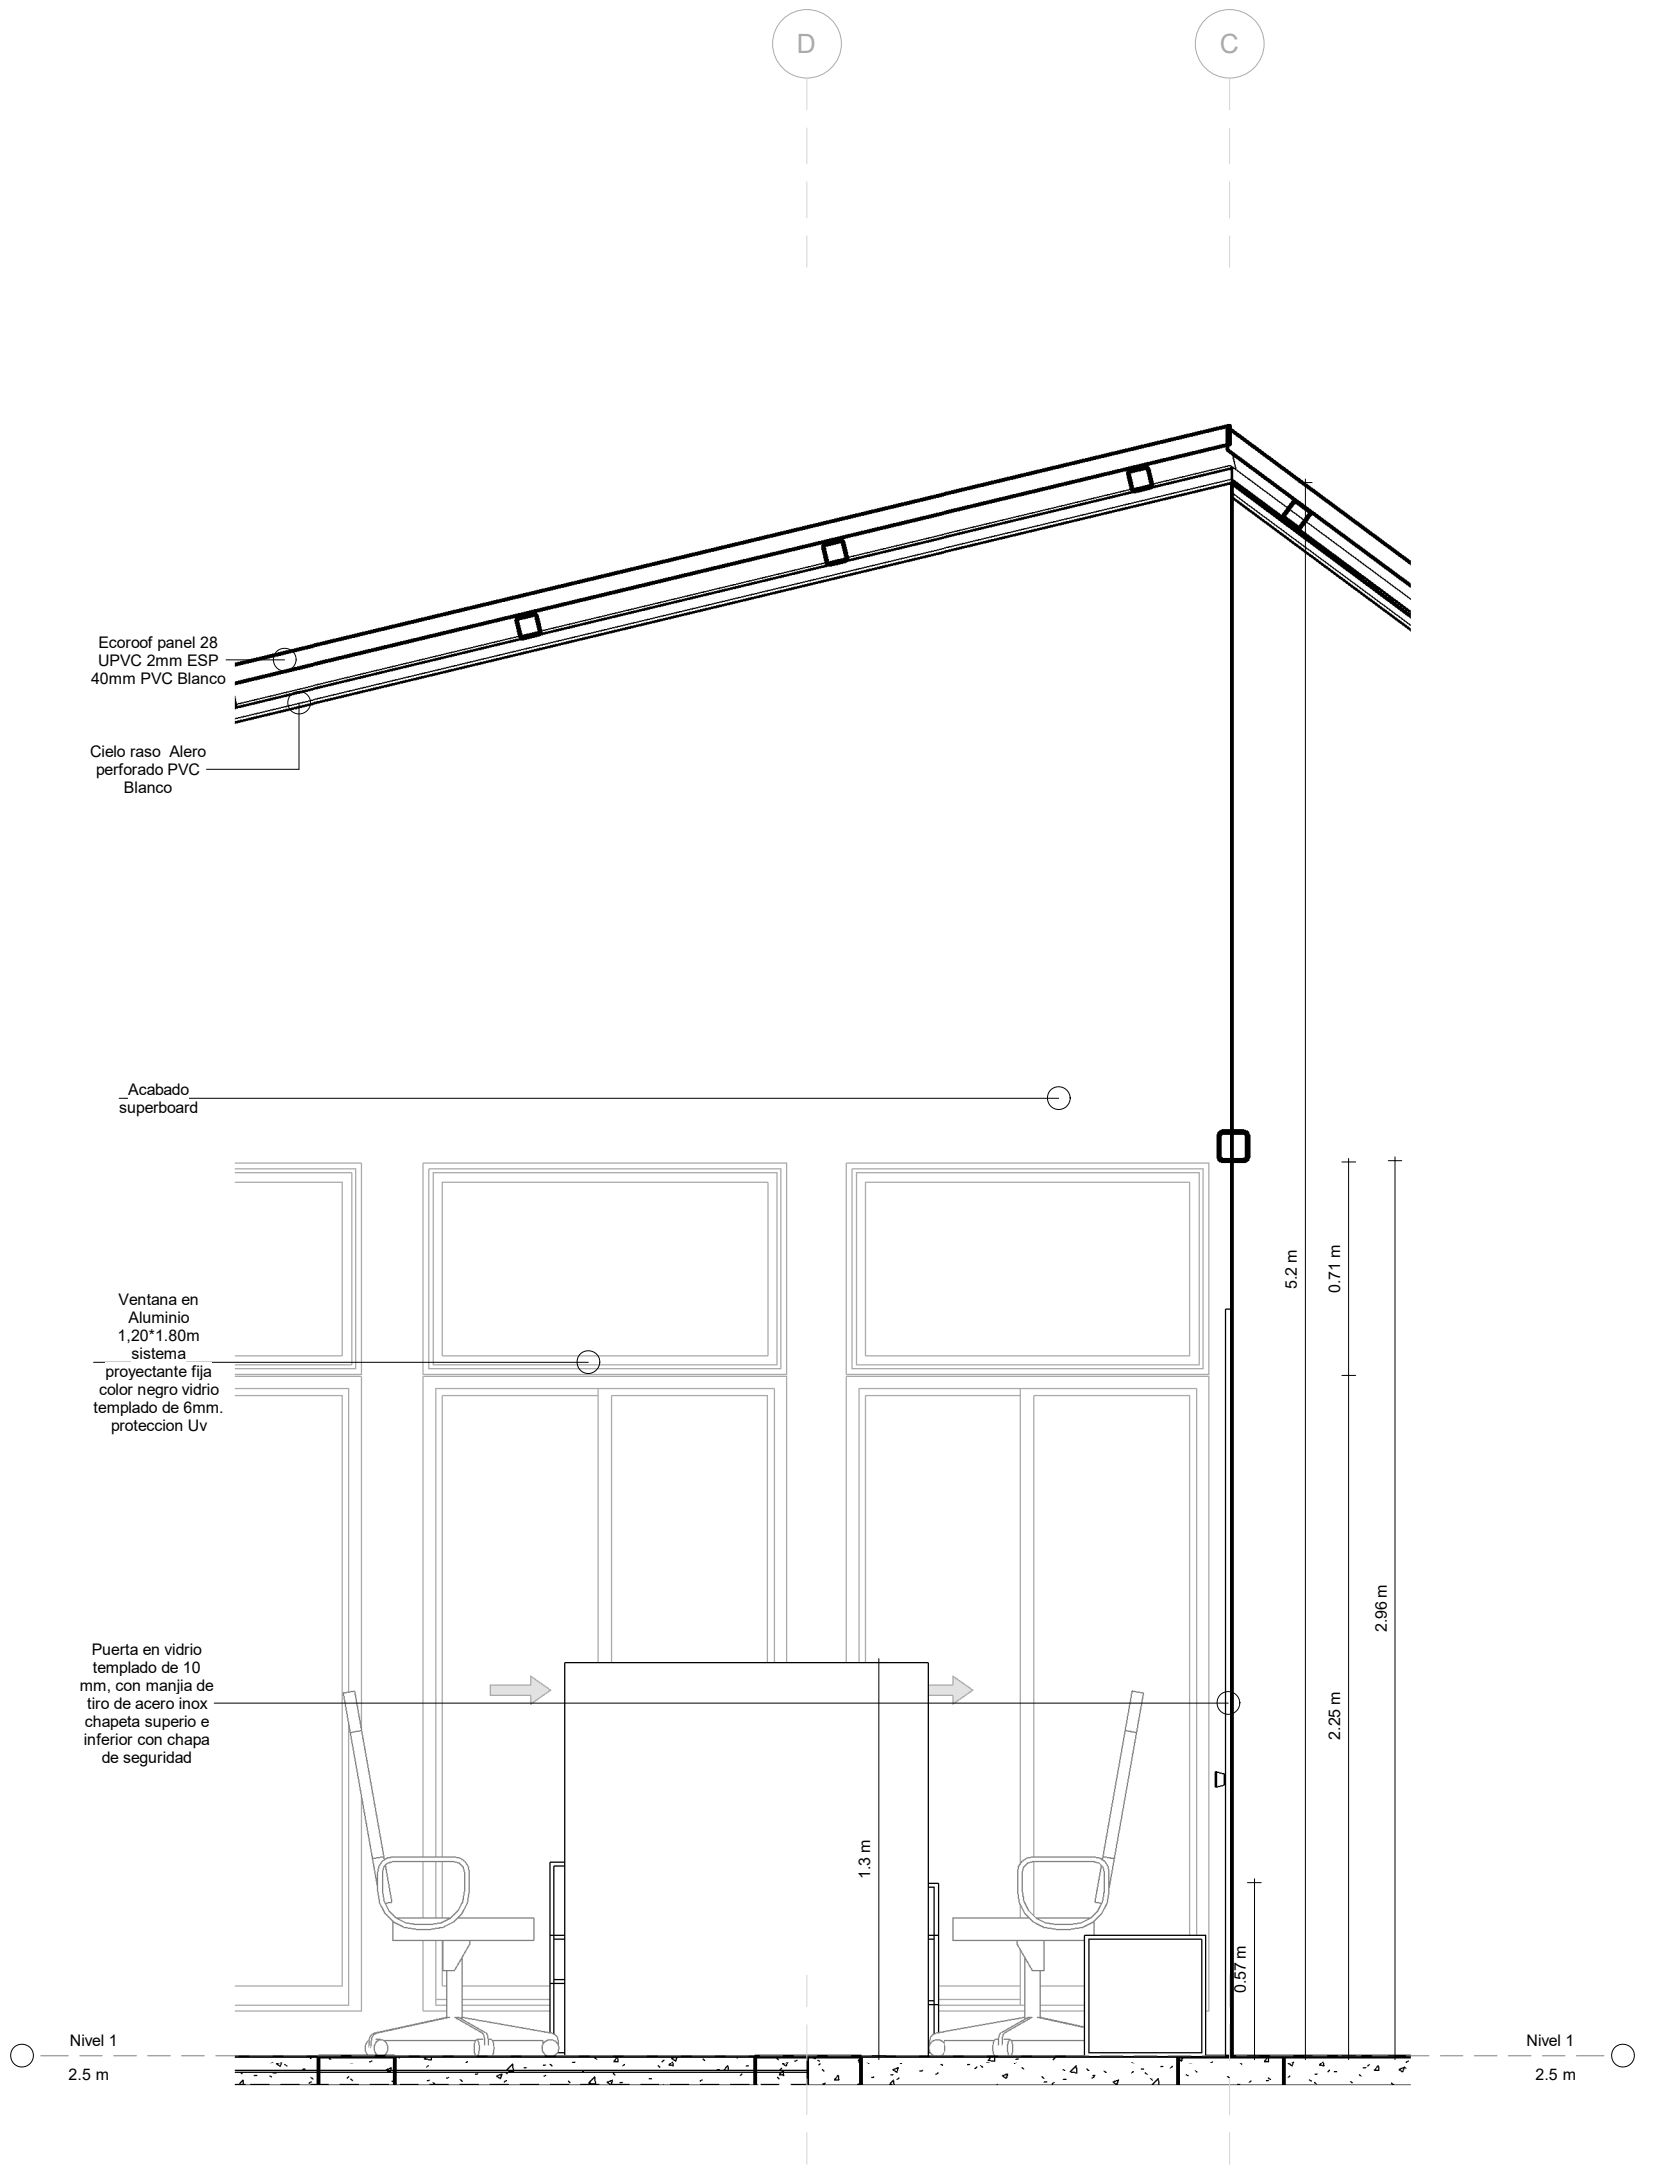 D
C
Ecoroof panel 28
UPVC 2mm ESP
40mm PVC Blanco
Cielo raso  Alero
perforado PVC
Blanco
Acabado
superboard
5.2 m
0.71 m
Ventana en
Aluminio
1,20*1.80m
sistema
proyectante fija
color negro vidrio
templado de 6mm.
proteccion Uv
2.96 m
Puerta en vidrio
templado de 10
mm, con manjia de
tiro de acero inox
chapeta superio e
inferior con chapa
de seguridad
2.25 m
1.3 m
0.57 m
Nivel 1
2.5 m
Nivel 1
2.5 m